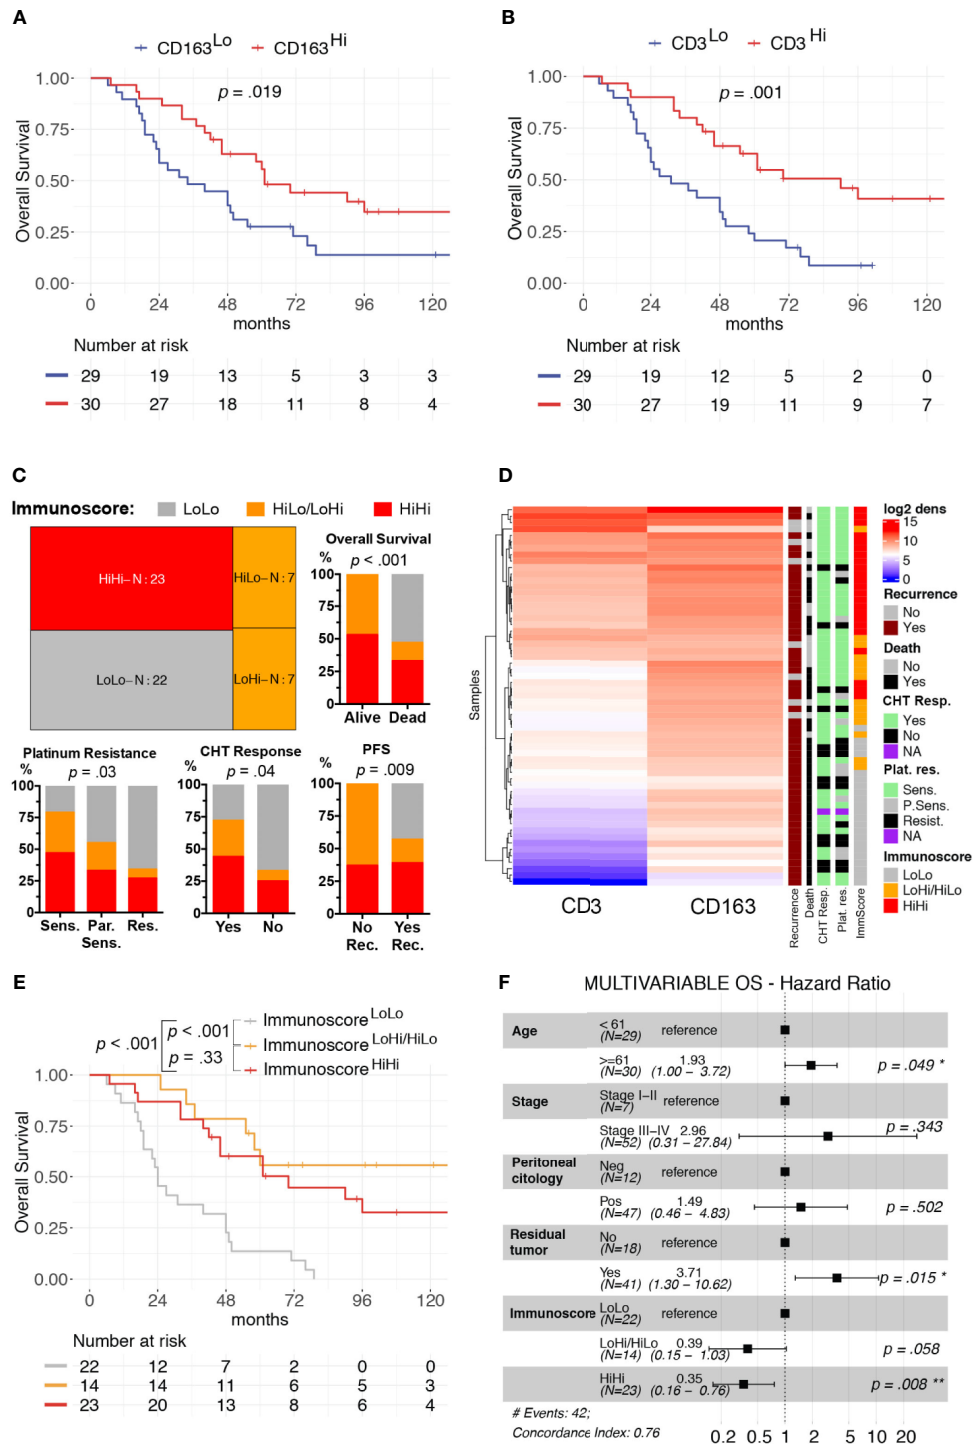 A
CD163Lo CD163Hi
p = .019
Overall Survival
1.00
0.75
0.50
0.25
0.00
0 24 48 72 96 120
months
Number at risk
29 19 13 5 3 3
30 27 18 11 8 4
B
CD3Lo CD3Hi
p = .001
Overall Survival
1.00
0.75
0.50
0.25
0.00
0 24 48 72 96 120
months
Number at risk
29 19 12 5 2 0
30 27 19 11 9 7
C
Immunoscore: LoLo HiLo/LoHi HiHi
HiHi–N : 23
HiLo–N : 7
LoLo–N : 22
LoHi–N : 7
Overall Survival
% p < .001
100
75
50
25
0
Alive Dead
Platinum Resistance
% p = .03
100
75
50
25
0
Sens. Par. Sens. Res.
CHT Response
% p = .04
100
75
50
25
0
Yes No
PFS
% p = .009
100
75
50
25
0
No Rec. Yes Rec.
D
Samples
CD3 CD163
Recurrence
Death
CHT Resp.
Plat. res.
ImmScore
log2 dens
15
10
5
0
Recurrence
No
Yes
Death
No
Yes
CHT Resp.
Yes
No
NA
Plat. res.
Sens.
P.Sens.
Resist.
NA
Immunoscore
LoLo
LoHi/HiLo
HiHi
E
p < .001
p < .001
p = .33
Immunoscore LoLo
Immunoscore LoHi/HiLo
Immunoscore HiHi
Overall Survival
1.00
0.75
0.50
0.25
0.00
0 24 48 72 96 120
months
Number at risk
22 12 7 2 0 0
14 14 11 6 5 3
23 20 13 8 6 4
F
MULTIVARIABLE OS - Hazard Ratio
Age < 61 reference
(N=29)
>=61 1.93
(N=30) (1.00 – 3.72) p = .049 *
Stage Stage I–II reference
(N=7)
Stage III–IV 2.96
(N=52) (0.31 – 27.84) p = .343
Peritoneal Neg reference
citology (N=12)
Pos 1.49
(N=47) (0.46 – 4.83) p = .502
Residual No reference
tumor (N=18)
Yes 3.71
(N=41) (1.30 – 10.62) p = .015 *
Immunoscore LoLo reference
(N=22)
LoHi/HiLo 0.39
(N=14) (0.15 – 1.03) p = .058
HiHi 0.35
(N=23) (0.16 – 0.76) p = .008 **
# Events: 42;
Concordance Index: 0.76
0.2 0.5 1 2 5 10 20